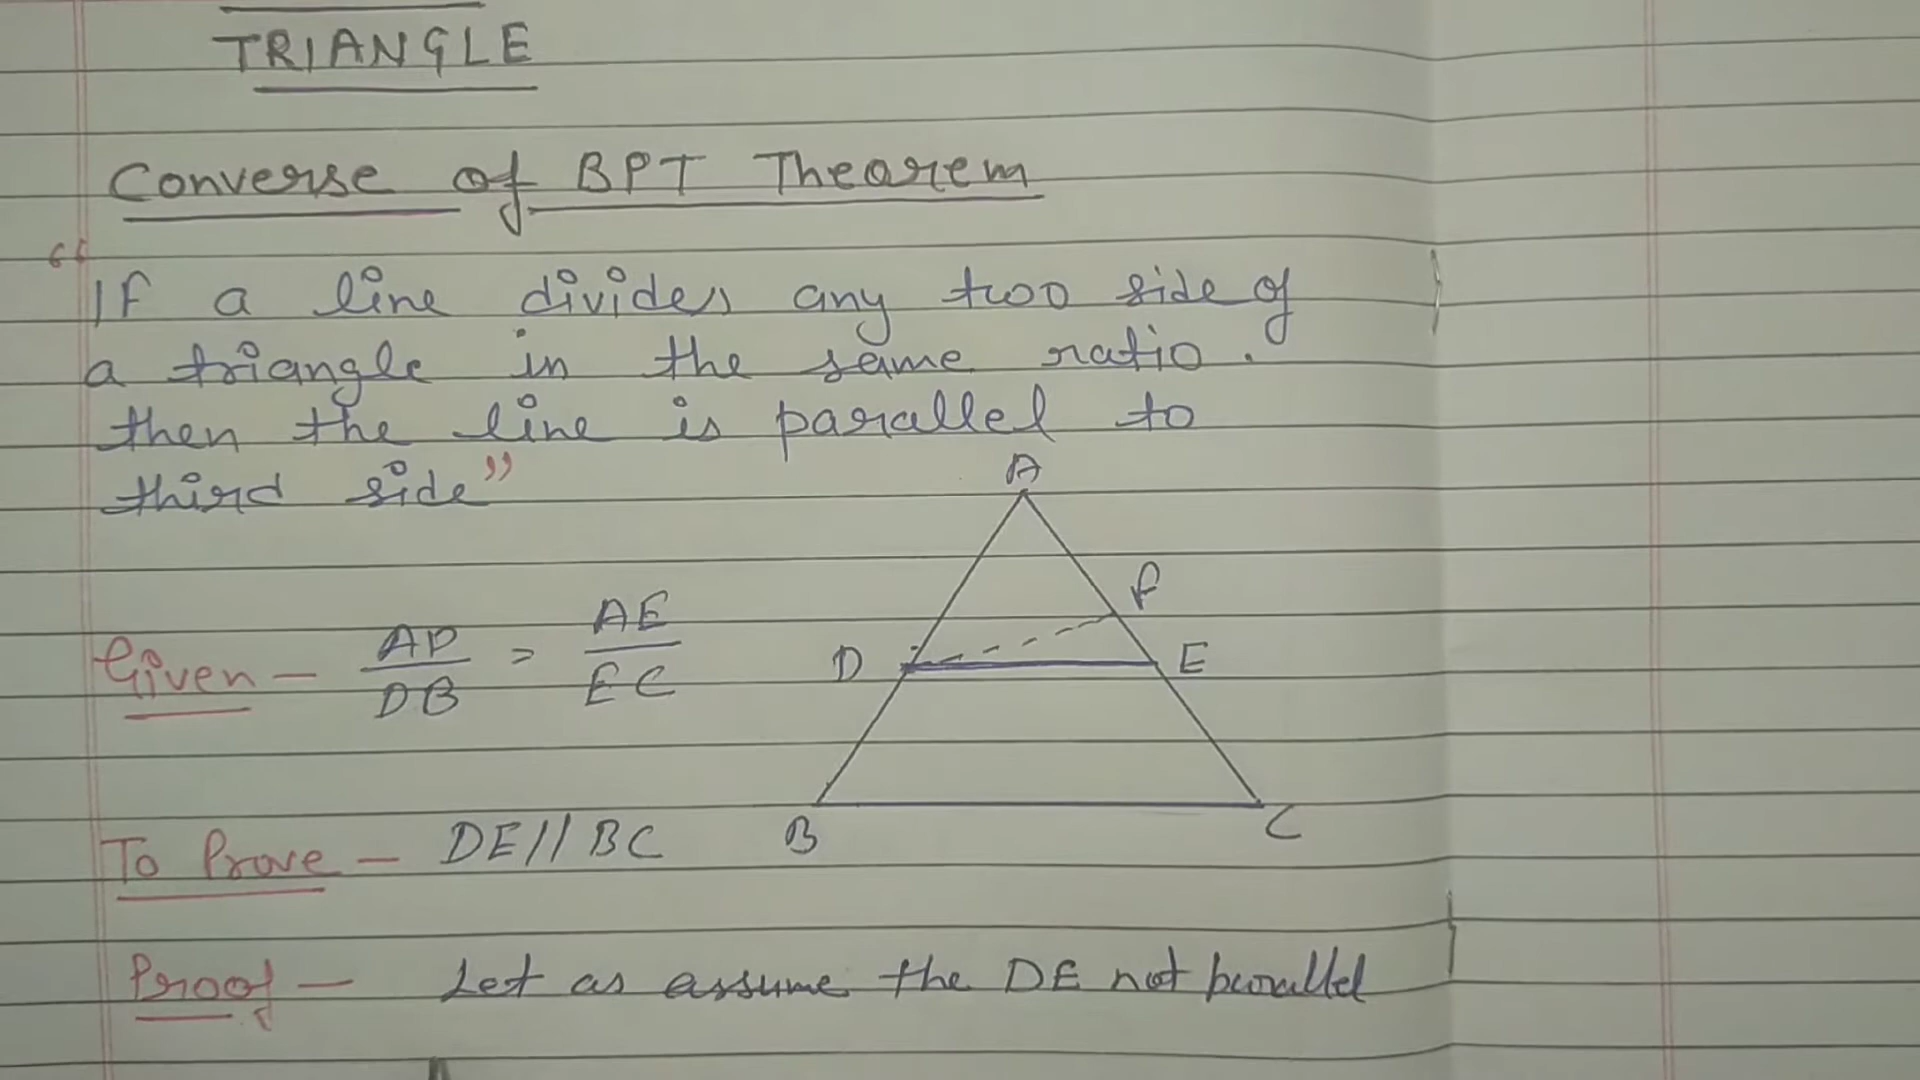 TRIANGLE
Converse of BPT Theorem
"If a line divides any two side of
a triangle in the same ratio.
then the line is parallel to
third side"
A
F
D E
B C
Given - AD/DB = AE/EC
To Prove - DE//BC
Proof - Let as assume the DE not parallel